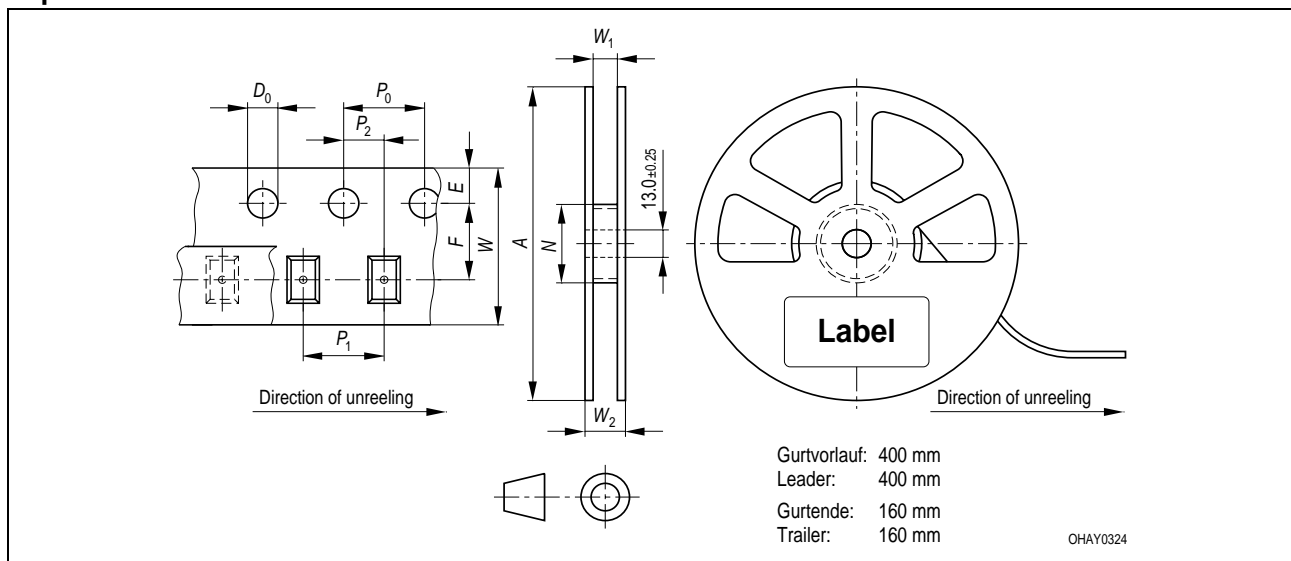 W₁
D₀
P₀
P₂
E
F
W
A
N
13.0±0.25
P₁
Label
Direction of unreeling
Direction of unreeling
W₂
Gurtvorlauf: 400 mm
Leader: 400 mm
Gurtende: 160 mm
Trailer: 160 mm
OHAY0324